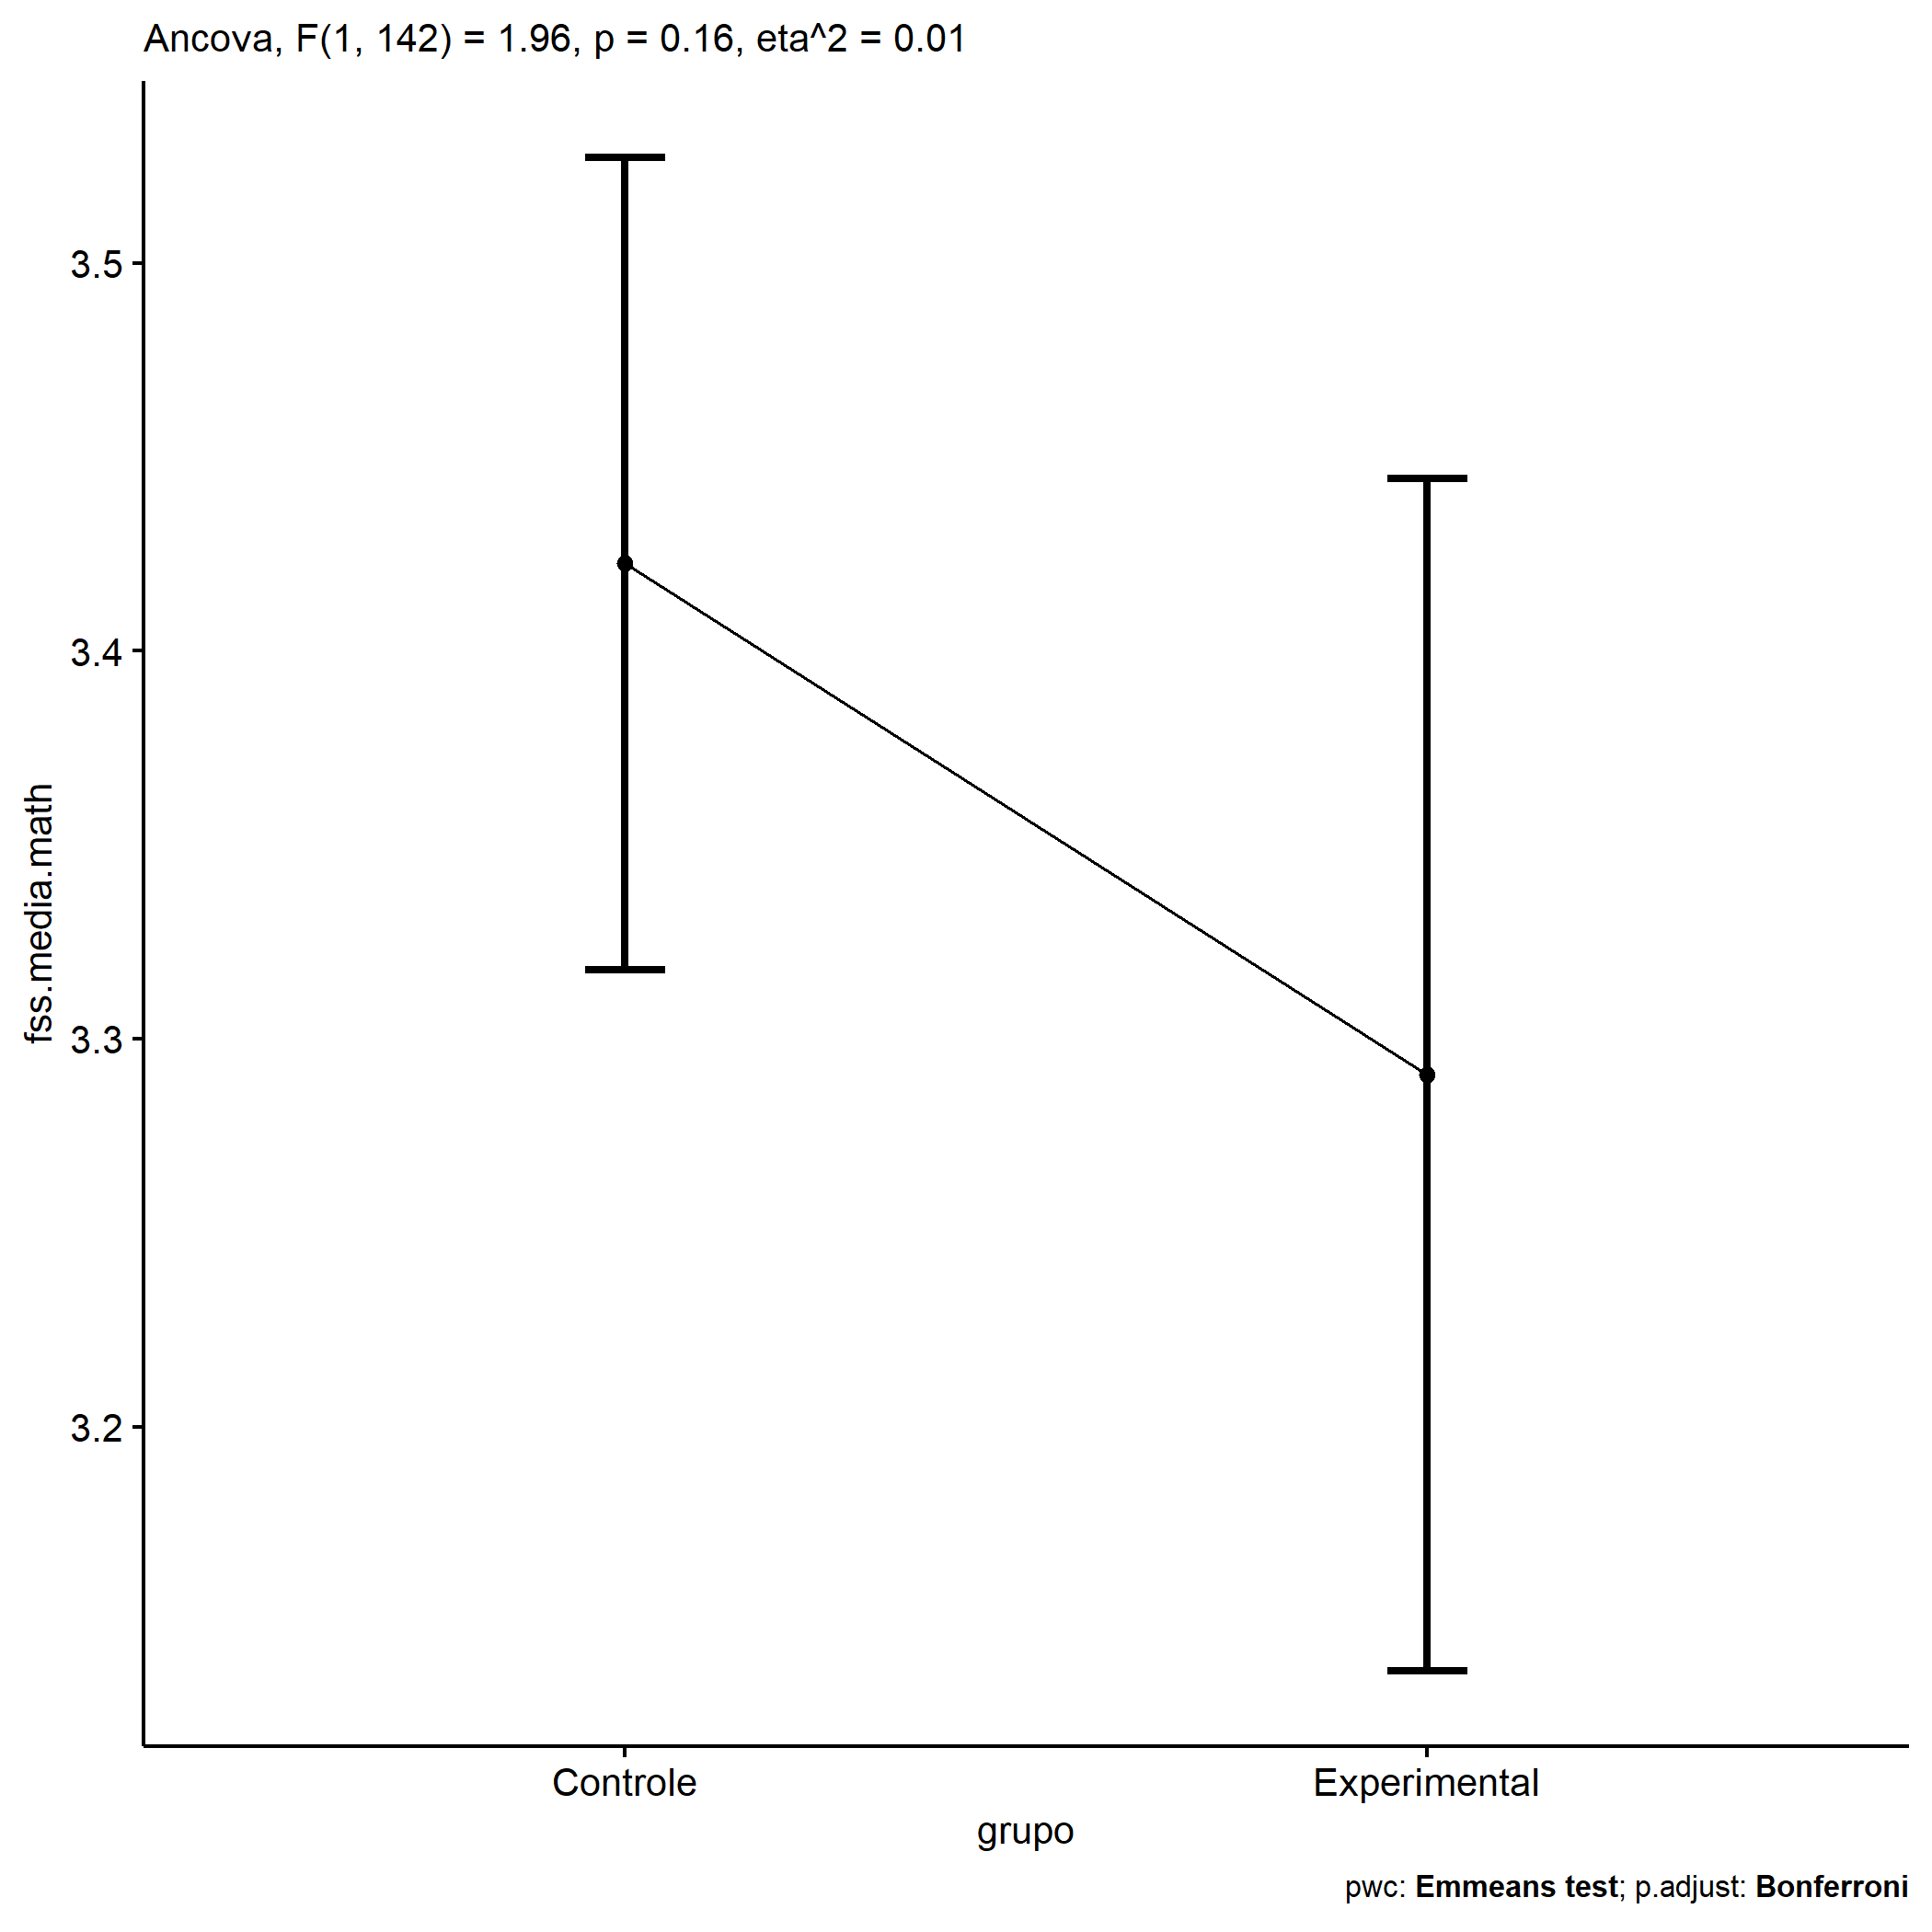 Ancova, F(1, 142) = 1.96, p = 0.16, eta^2 = 0.01
fss.media.math
3.5
3.4
3.3
3.2
Controle
Experimental
grupo
pwc: Emmeans test; p.adjust: Bonferroni